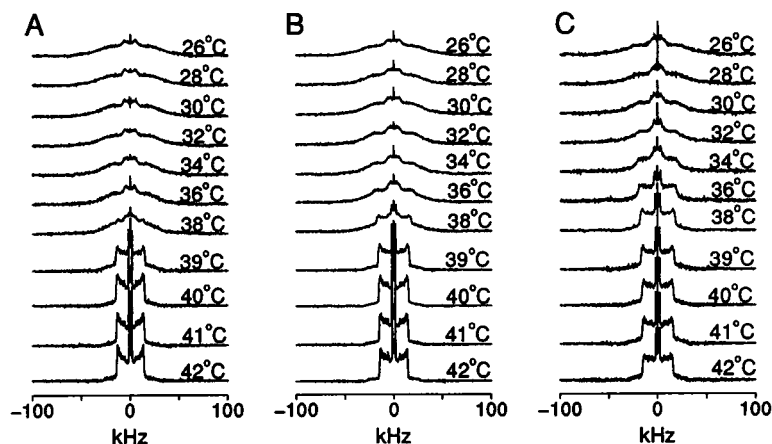 A B C
26°C 26°C 26°C
28°C 28°C 28°C
30°C 30°C 30°C
32°C 32°C 32°C
34°C 34°C 34°C
36°C 36°C 36°C
38°C 38°C 38°C
39°C 39°C 39°C
40°C 40°C 40°C
41°C 41°C 41°C
42°C 42°C 42°C
−100 0 100 −100 0 100 −100 0 100
kHz kHz kHz